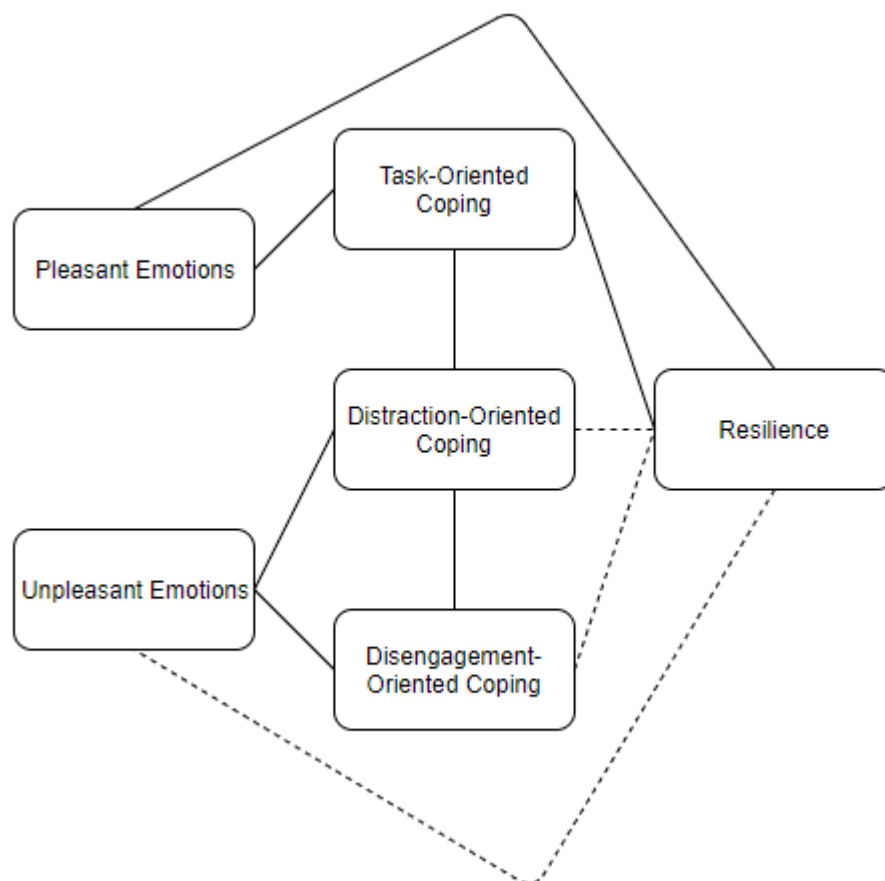 Task-Oriented
Coping
Pleasant Emotions
Distraction-Oriented
Coping
Resilience
Unpleasant Emotions
Disengagement-
Oriented Coping